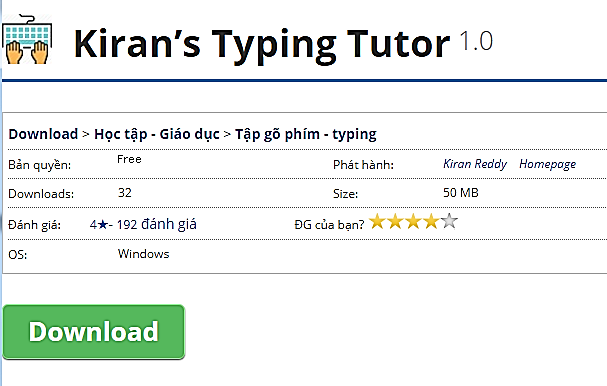 Kiran's Typing Tutor 1.0
Download > Học tập - Giáo dục > Tập gõ phím - typing
Bản quyền: Free Phát hành: Kiran Reddy Homepage
Downloads: 32 Size: 50 MB
Đánh giá: 4★- 192 đánh giá ĐG của bạn?
OS: Windows
Download